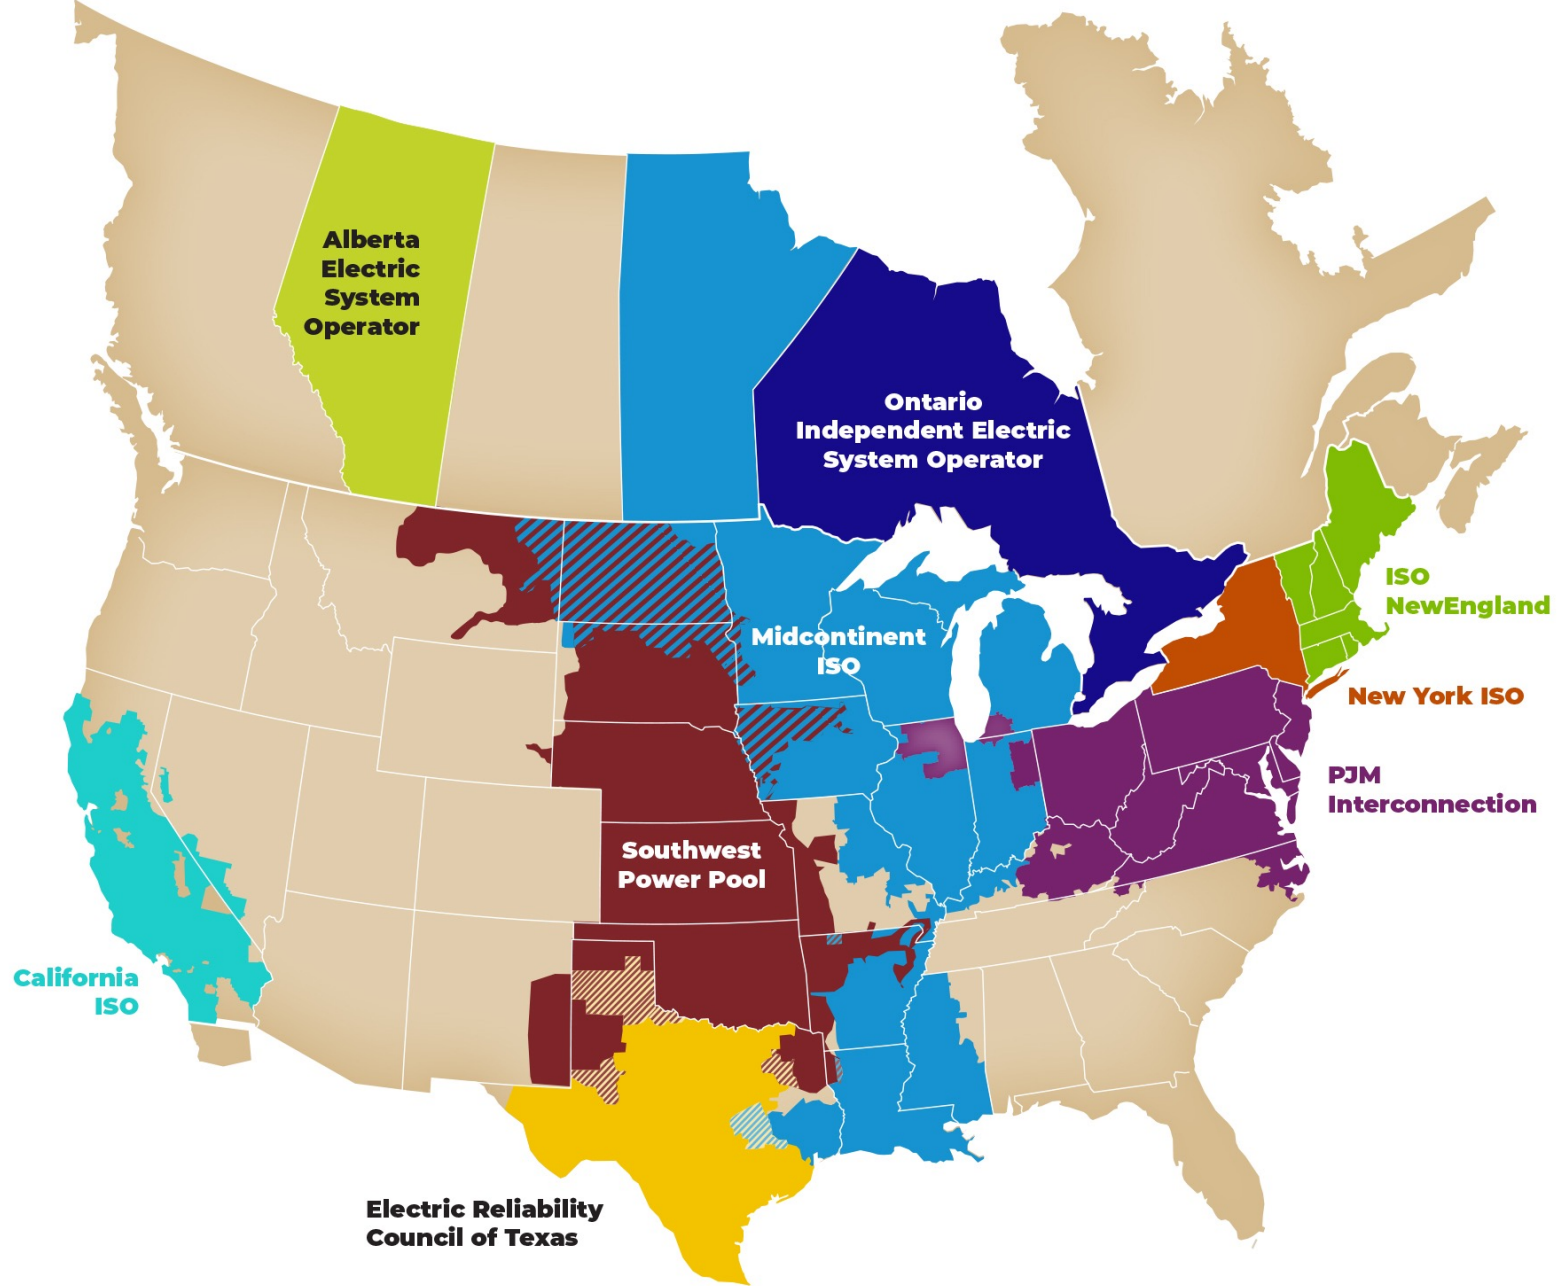 Alberta
Electric
System
Operator
Ontario
Independent Electric
System Operator
ISO
NewEngland
Midcontinent
ISO
New York ISO
PJM
Interconnection
Southwest
Power Pool
California
ISO
Electric Reliability
Council of Texas